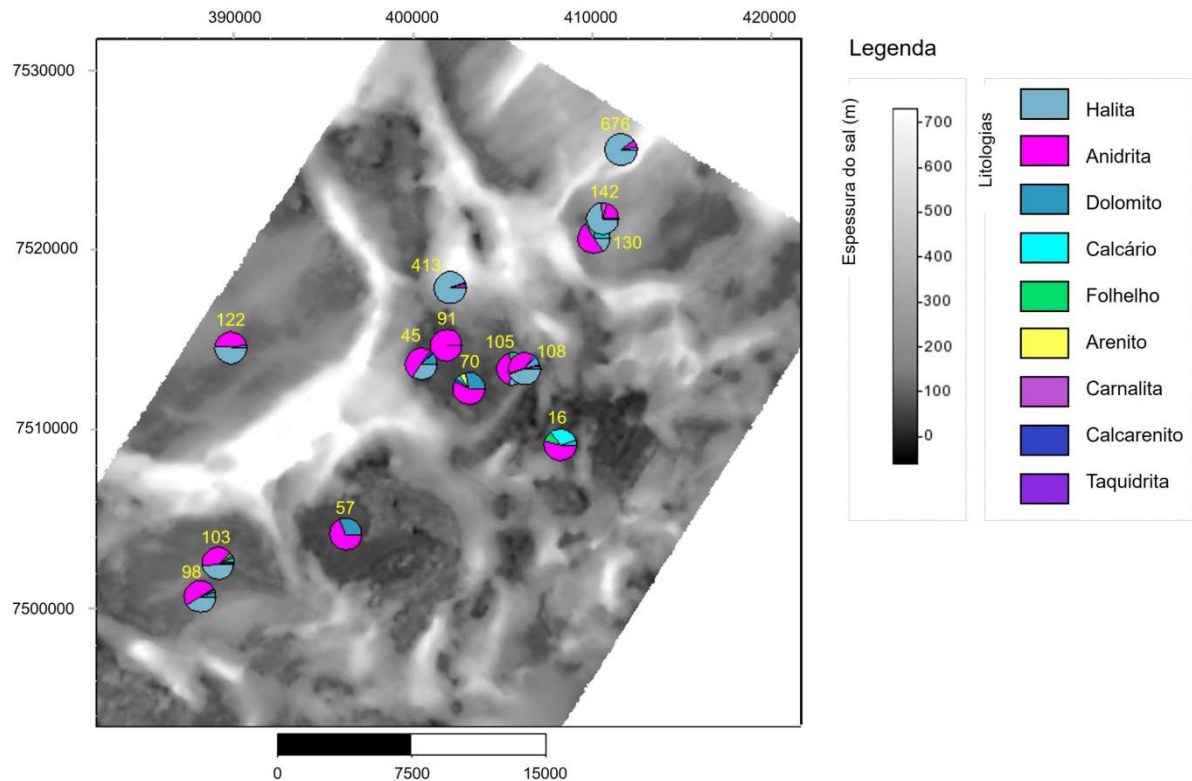 390000 400000 410000 420000
7530000
7520000
7510000
7500000
676
142
130
413
122
91
45
105
108
70
16
57
103
98
0 7500 15000
Legenda
Espessura do sal (m)
700
600
500
400
300
200
100
0
Litologias
Halita
Anidrita
Dolomito
Calcário
Folhelho
Arenito
Carnalita
Calcarenito
Taquidrita